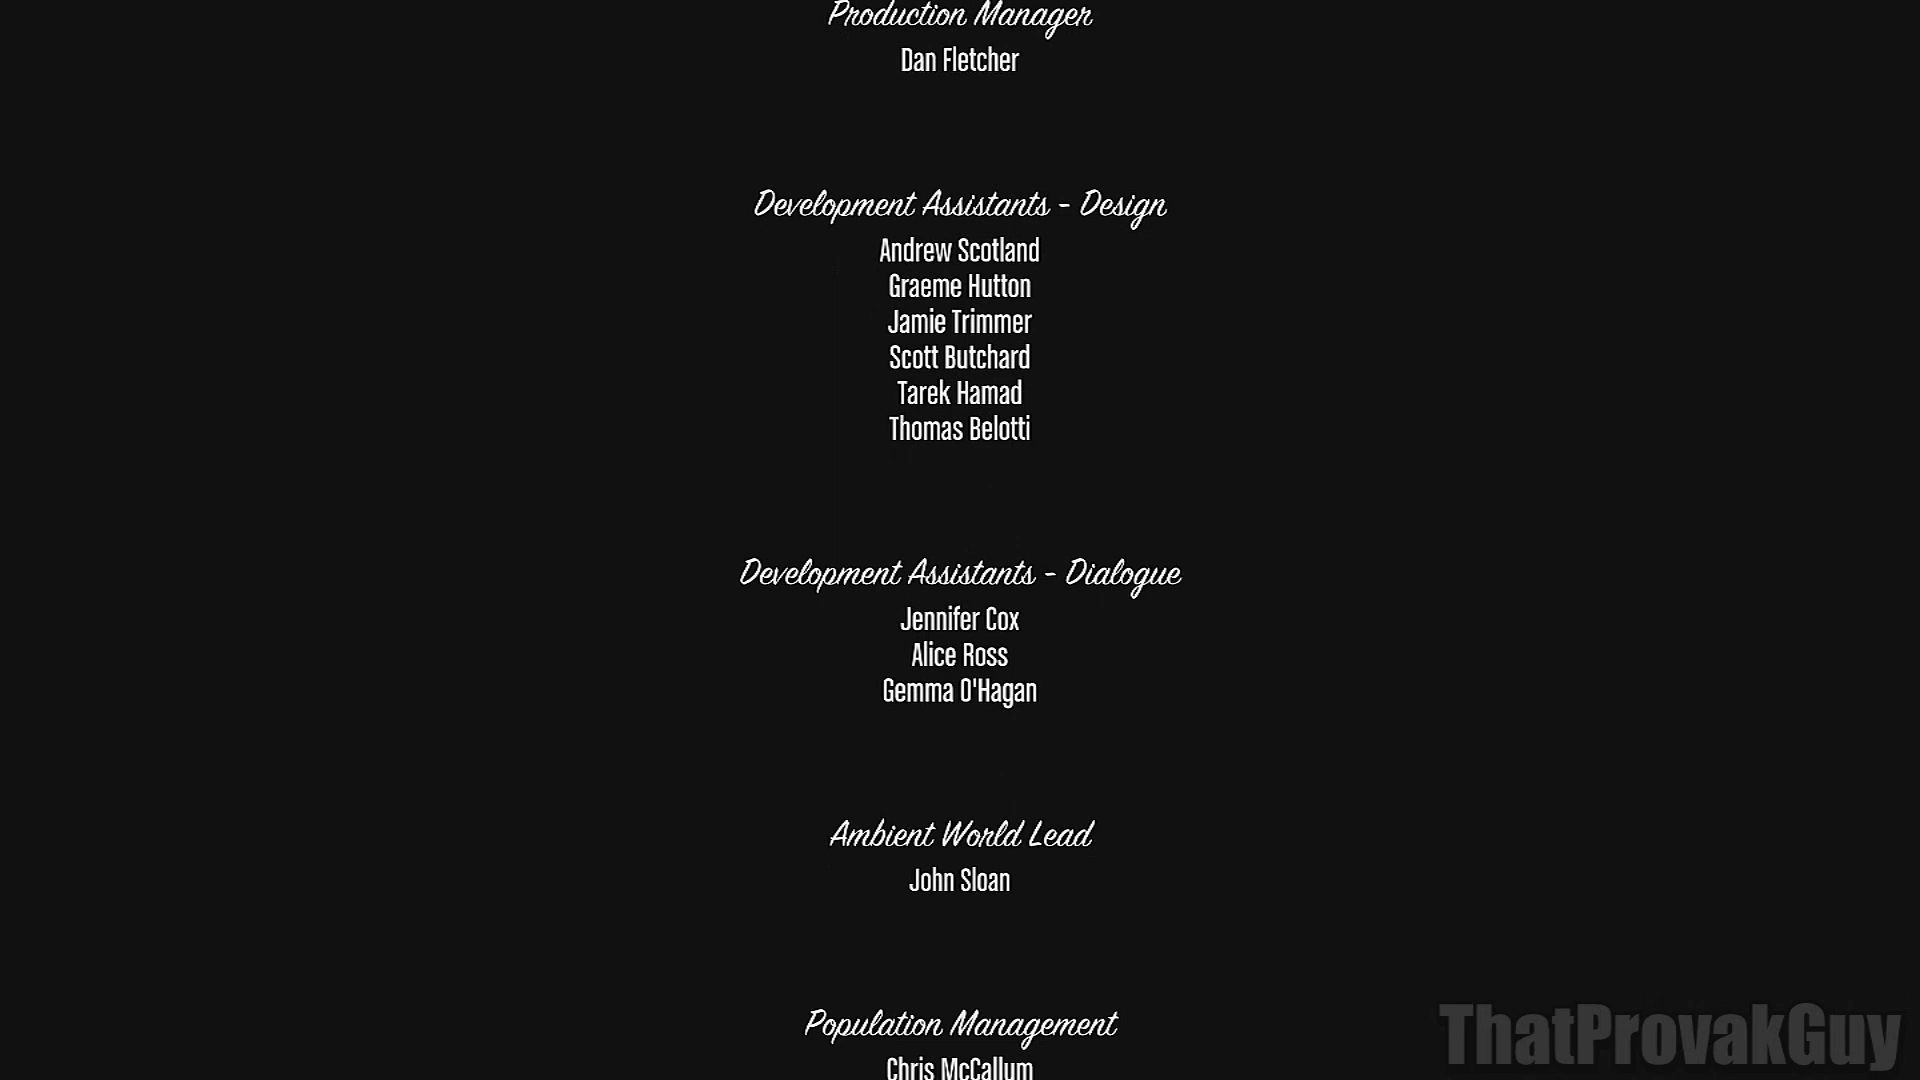 Production Manager
Dan Fletcher
Development Assistants - Design
Andrew Scotland
Graeme Hutton
Jamie Trimmer
Scott Butchard
Tarek Hamad
Thomas Belotti
Development Assistants - Dialogue
Jennifer Cox
Alice Ross
Gemma O'Hagan
Ambient World Lead
John Sloan
Population Management
Chris McCallum
ThatProvakGuy